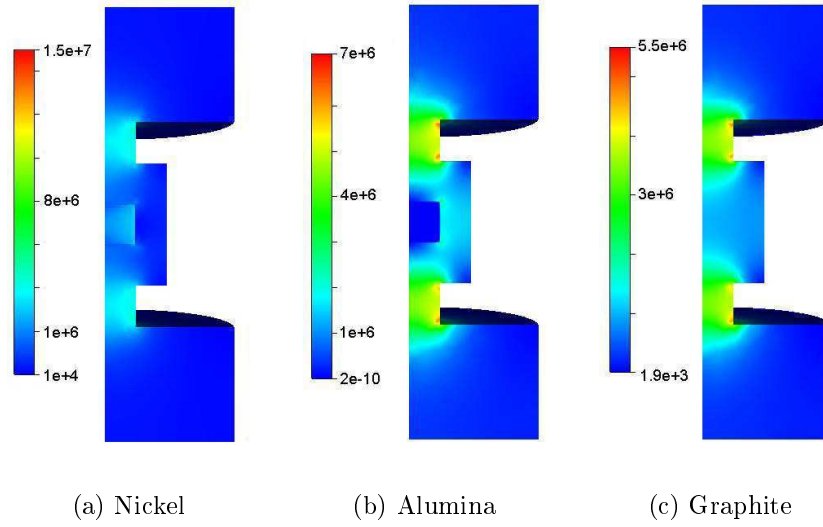 1.5e+7
8e+6
1e+6
1e+4
7e+6
4e+6
1e+6
2e-10
5.5e+6
3e+6
1.9e+3
(a) Nickel
(b) Alumina
(c) Graphite